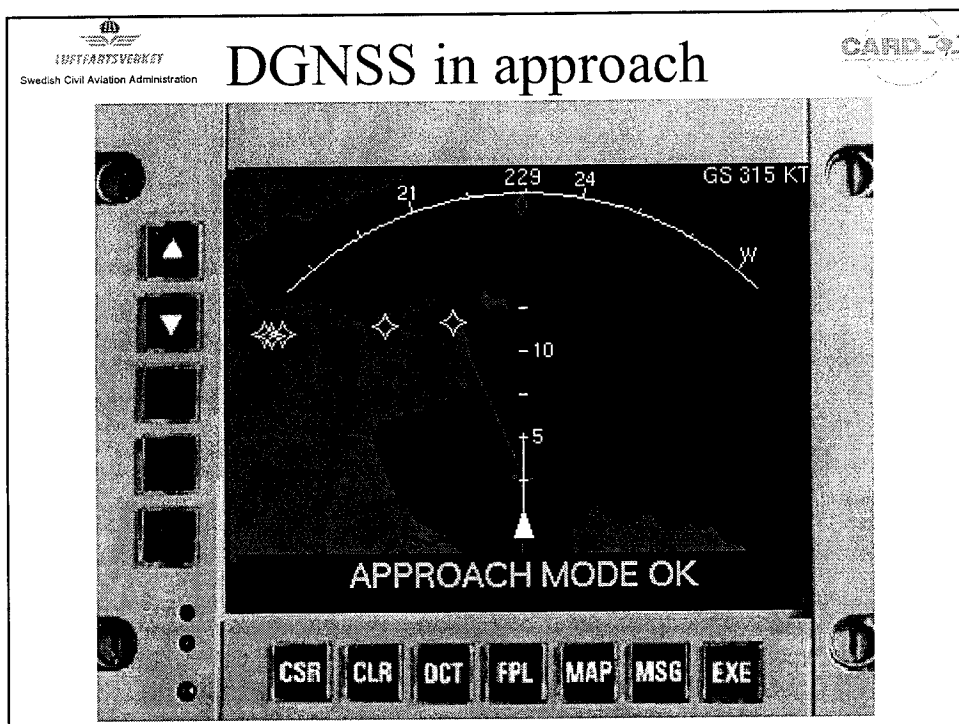 LUFTFARTSVERKET
Swedish Civil Aviation Administration
DGNSS in approach
CARD
GS 315 KT
21
229
24
W
10
5
APPROACH MODE OK
CSR
CLR
DCT
FPL
MAP
MSG
EXE